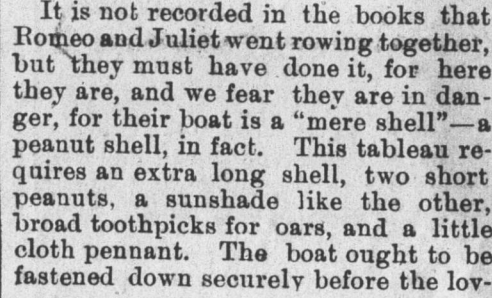 It is not recorded in the books that
Romeo and Juliet went rowing together,
but they must have done it, for here
they are, and we fear they are in dan-
ger, for their boat is a "mere shell"—a
peanut shell, in fact. This tableau re-
quires an extra long shell, two short
peanuts, a sunshade like the other,
broad toothpicks for oars, and a little
cloth pennant. The boat ought to be
fastened down securely before the lov-